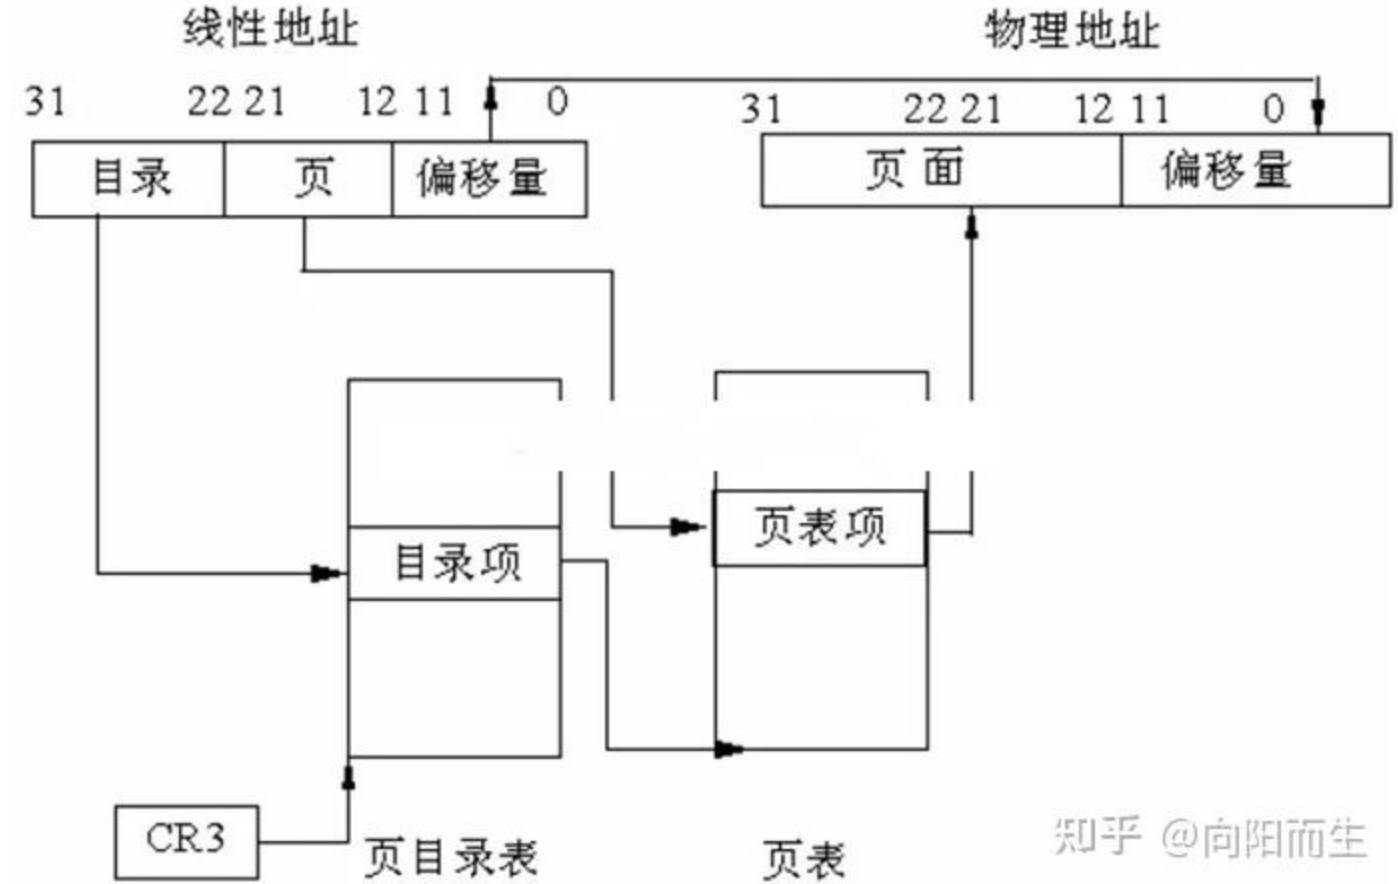 线性地址 物理地址
31 22 21 12 11 0 31 22 21 12 11 0
目录 页 偏移量 页面 偏移量
页表项
目录项
CR3
页目录表 页表
知乎 @向阳而生